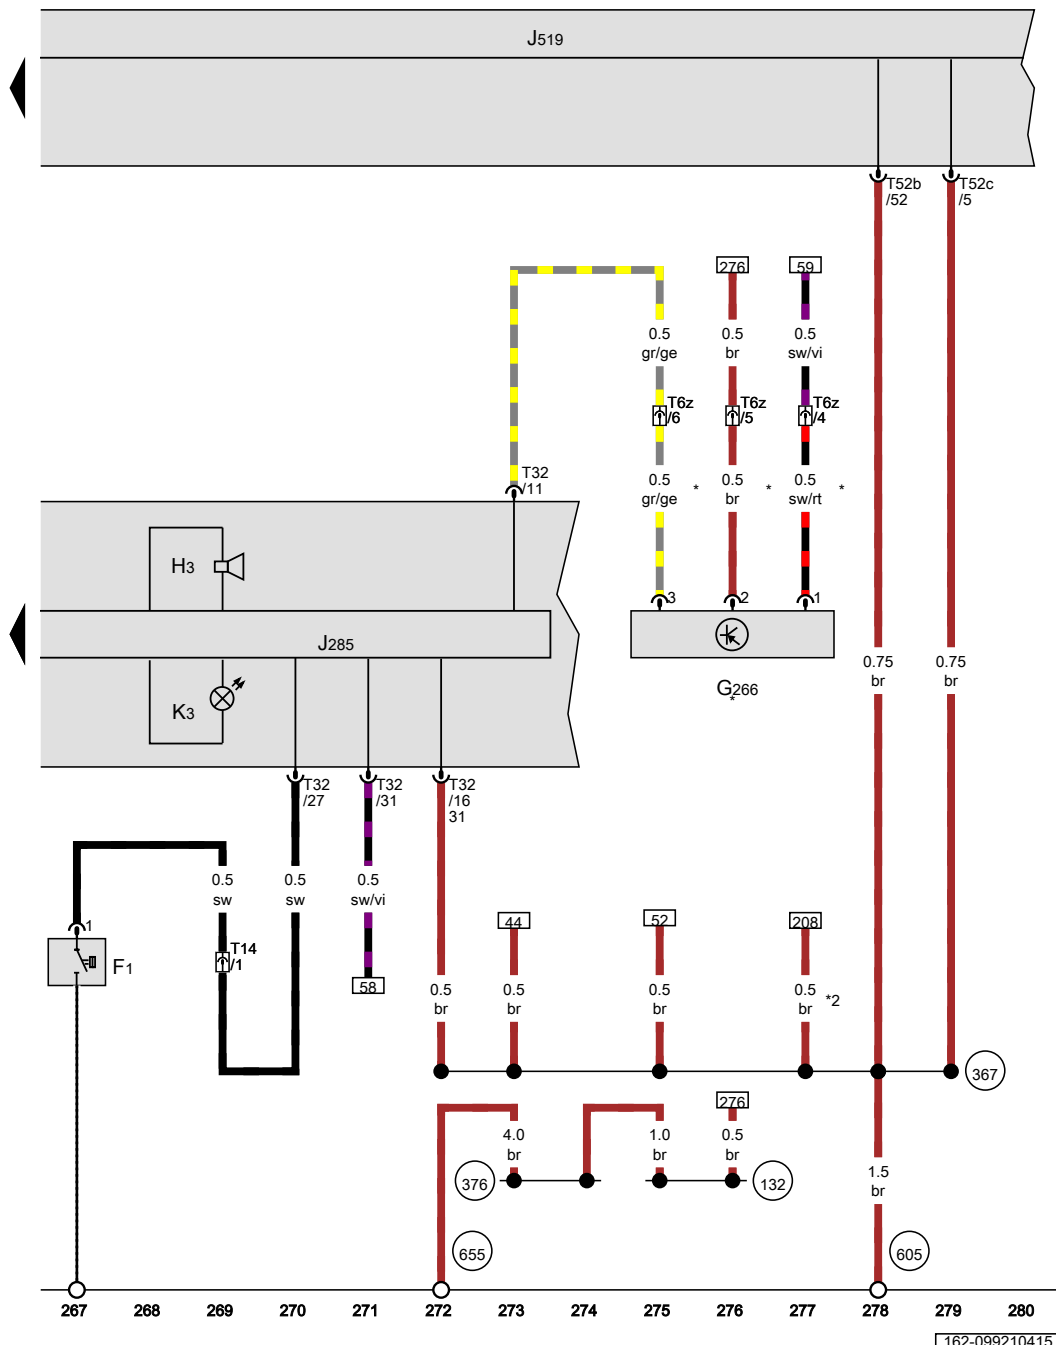 J519
T52b
/52
T52c
/5
276
59
0.5
gr/ge
0.5
br
0.5
sw/vi
T6z
/6
T6z
/5
T6z
/4
T32
/11
0.5
gr/ge
*
0.5
br
*
0.5
sw/rt
*
H3
3
2
1
J285
G266
*
K3
0.75
br
0.75
br
T32
/27
T32
/31
T32
/16
31
0.5
sw
0.5
sw
0.5
sw/vi
1
F1
T14
/1
58
44
52
208
0.5
br
0.5
br
0.5
br
0.5
br
*2
367
276
4.0
br
1.0
br
0.5
br
376
132
1.5
br
655
605
267 268 269 270 271 272 273 274 275 276 277 278 279 280
162-099210415